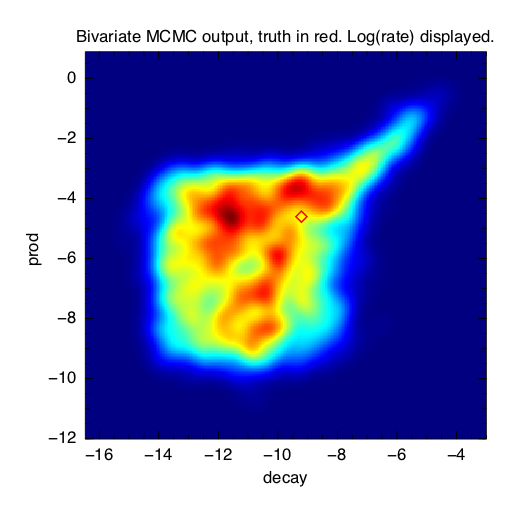 Bivariate MCMC output, truth in red. Log(rate) displayed.
0
−2
−4
−6
−8
−10
−12
prod
−16 −14 −12 −10 −8 −6 −4
decay